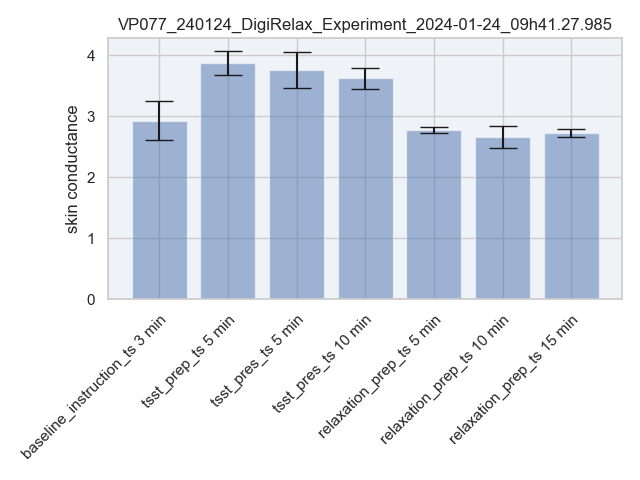 VP077_240124_DigiRelax_Experiment_2024-01-24_09h41.27.985
4
3
2
1
0
skin conductance
baseline_instruction_ts 3 min
tsst_prep_ts 5 min
tsst_pres_ts 5 min
tsst_pres_ts 10 min
relaxation_prep_ts 5 min
relaxation_prep_ts 10 min
relaxation_prep_ts 15 min